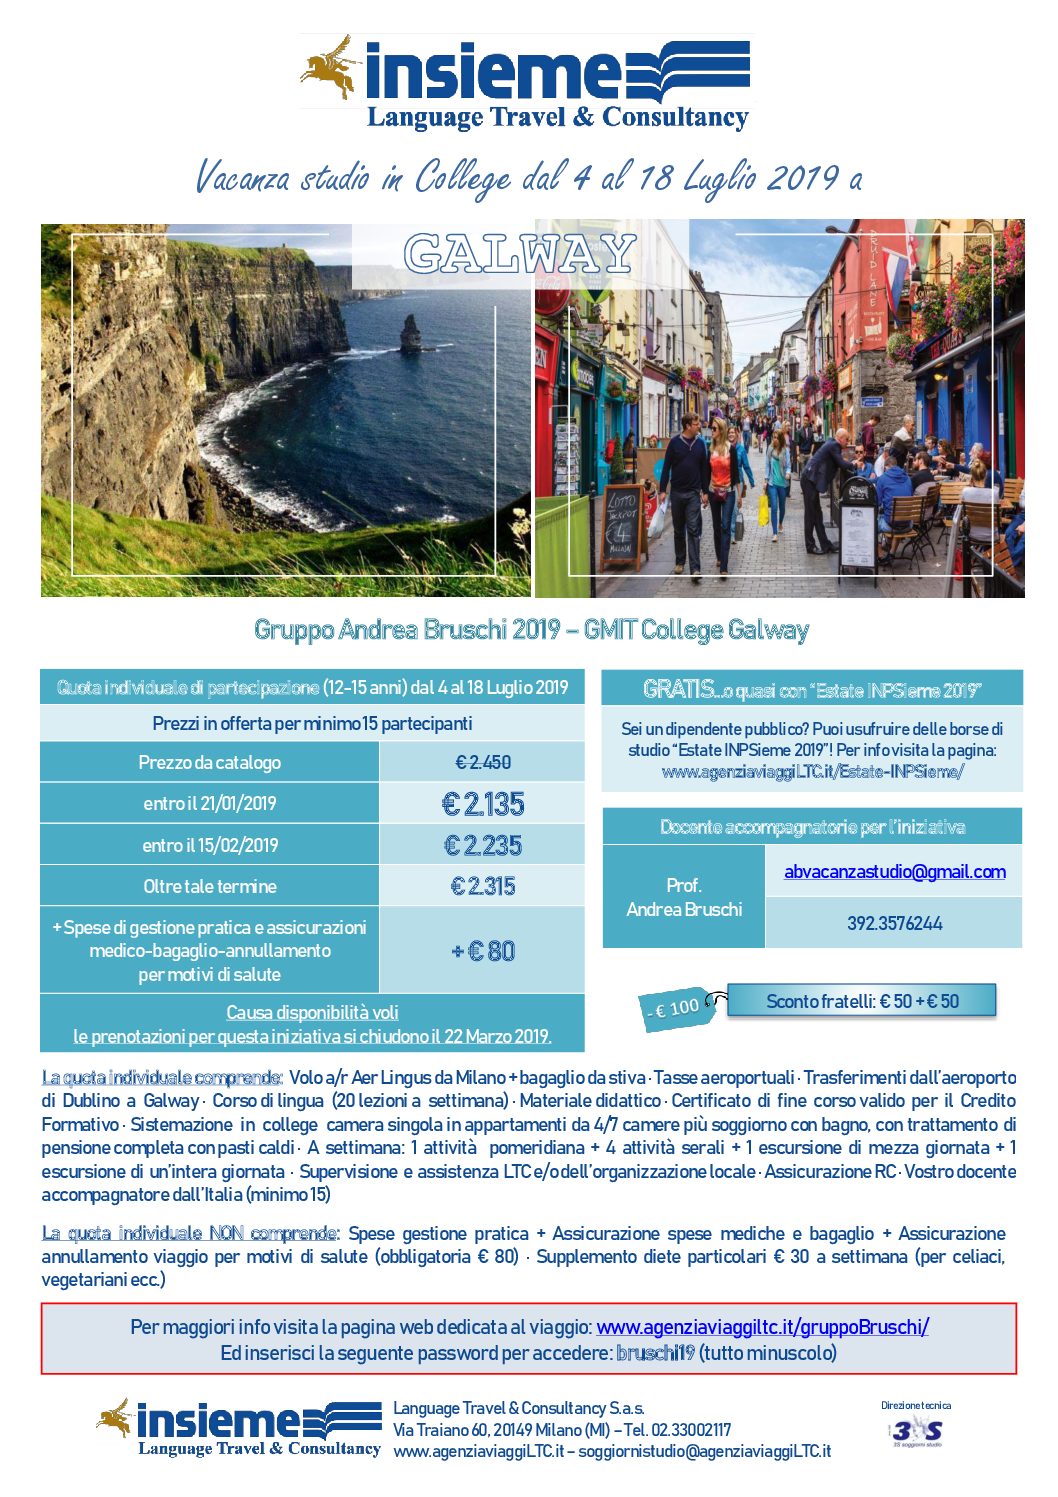 insieme
Language Travel & Consultancy
Vacanza studio in College dal 4 al 18 Luglio 2019 a
GALWAY
DRUID LANE
LOTTO
JACKPOT
€4
Gruppo Andrea Bruschi 2019 – GMIT College Galway
Quota individuale di partecipazione (12-15 anni) dal 4 al 18 Luglio 2019
Prezzi in offerta per minimo 15 partecipanti
Prezzo da catalogo € 2.450
entro il 21/01/2019 € 2.135
entro il 15/02/2019 € 2.235
Oltre tale termine € 2.315
+ Spese di gestione pratica e assicurazioni
medico-bagaglio-annullamento
per motivi di salute
+ € 80
Causa disponibilità voli
le prenotazioni per questa iniziativa si chiudono il 22 Marzo 2019.
GRATIS...o quasi con “Estate INPSieme 2019”
Sei un dipendente pubblico? Puoi usufruire delle borse di
studio “Estate INPSieme 2019”! Per info visita la pagina:
www.agenziaviaggiLTC.it/Estate-INPSieme/
Docente accompagnatorie per l’iniziativa
Prof.
Andrea Bruschi
abvacanzastudio@gmail.com
392.3576244
- € 100
Sconto fratelli: € 50 + € 50
La quota individuale comprende: Volo a/r Aer Lingus da Milano + bagaglio da stiva · Tasse aeroportuali · Trasferimenti dall’aeroporto
di Dublino a Galway · Corso di lingua (20 lezioni a settimana) · Materiale didattico · Certificato di fine corso valido per il Credito
Formativo · Sistemazione in college camera singola in appartamenti da 4/7 camere più soggiorno con bagno, con trattamento di
pensione completa con pasti caldi · A settimana: 1 attività pomeridiana + 4 attività serali + 1 escursione di mezza giornata + 1
escursione di un’intera giornata · Supervisione e assistenza LTC e/o dell’organizzazione locale · Assicurazione RC · Vostro docente
accompagnatore dall’Italia (minimo 15)
La quota individuale NON comprende: Spese gestione pratica + Assicurazione spese mediche e bagaglio + Assicurazione
annullamento viaggio per motivi di salute (obbligatoria € 80) · Supplemento diete particolari € 30 a settimana (per celiaci,
vegetariani ecc.)
Per maggiori info visita la pagina web dedicata al viaggio: www.agenziaviaggiltc.it/gruppoBruschi/
Ed inserisci la seguente password per accedere: bruschi19 (tutto minuscolo)
insieme
Language Travel & Consultancy
Language Travel & Consultancy S.a.s.
Via Traiano 60, 20149 Milano (MI) – Tel. 02.33002117
www.agenziaviaggiLTC.it – soggiornistudio@agenziaviaggiLTC.it
Direzione tecnica
3S
3S soggiorni studio